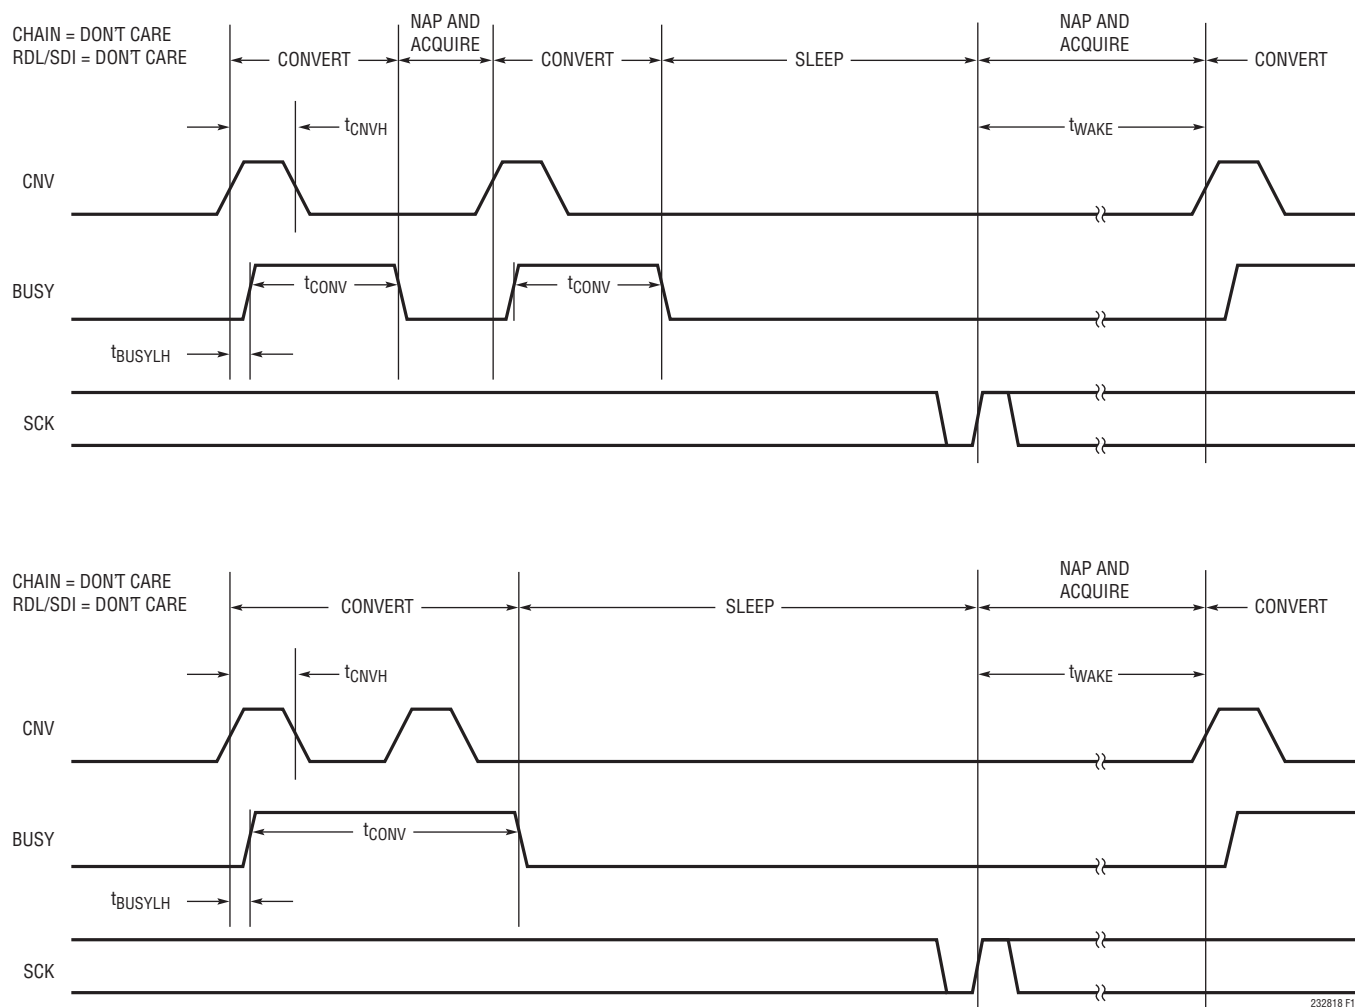 CHAIN = DON'T CARE
RDL/SDI = DON'T CARE
NAP AND
ACQUIRE
NAP AND
ACQUIRE
CONVERT
CONVERT
SLEEP
CONVERT
tCNVH
tWAKE
CNV
BUSY
tCONV
tCONV
tBUSYLH
SCK
CHAIN = DON'T CARE
RDL/SDI = DON'T CARE
NAP AND
ACQUIRE
CONVERT
SLEEP
CONVERT
tCNVH
tWAKE
CNV
BUSY
tCONV
tBUSYLH
SCK